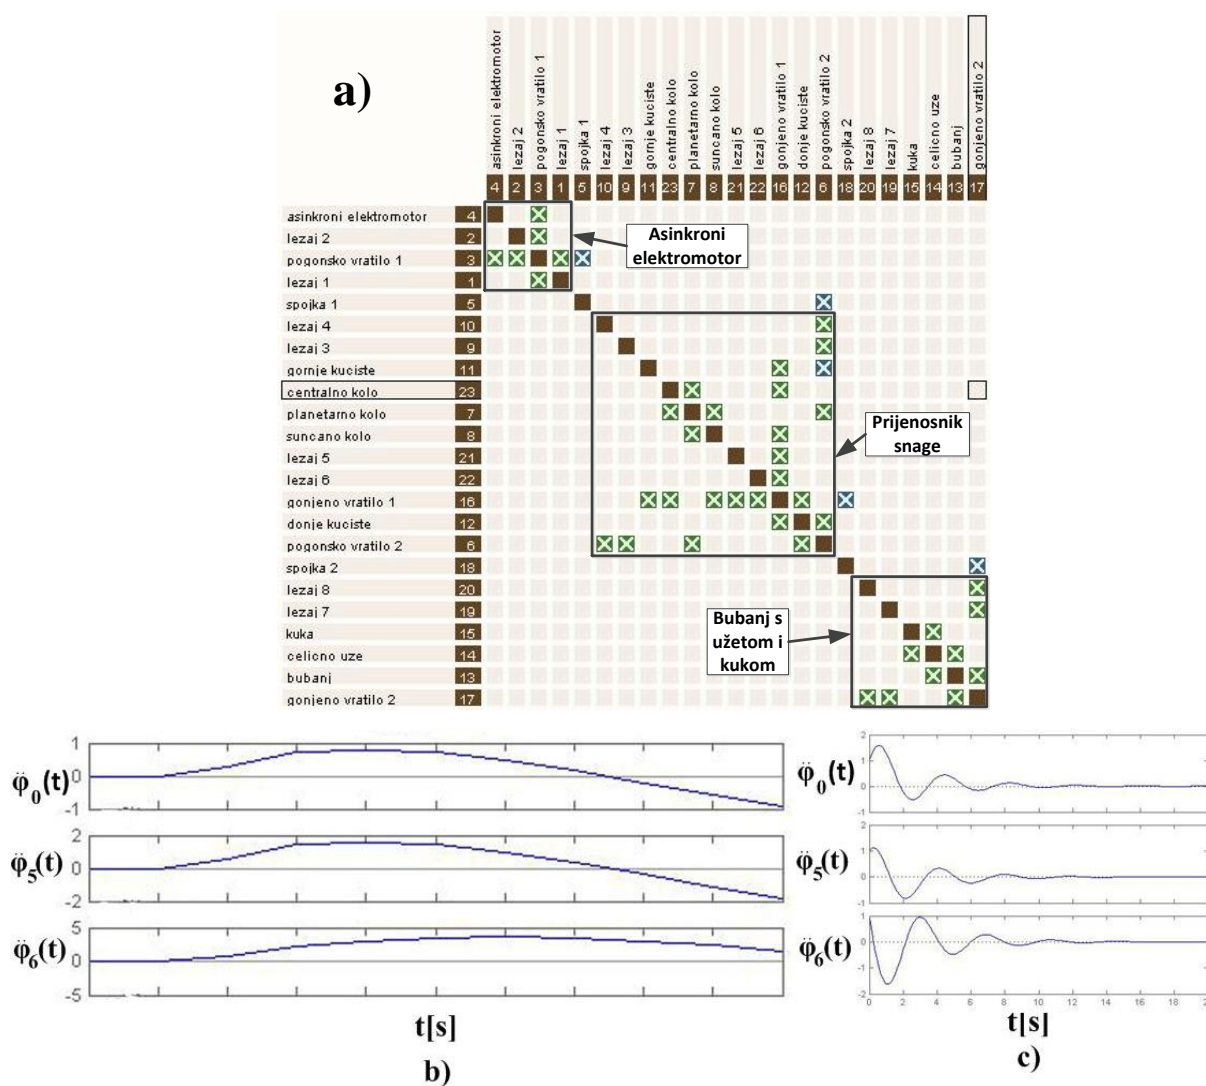 a)
asinkroni elektromotor
lezaj 2
pogonsko vratilo 1
lezaj 1
spojka 1
lezaj 4
lezaj 3
gornje kuciste
centralno kolo
planetarno kolo
suncano kolo
lezaj 5
lezaj 6
gonjeno vratilo 1
donje kuciste
pogonsko vratilo 2
spojka 2
lezaj 8
lezaj 7
kuka
celicno uze
bubanj
gonjeno vratilo 2
4 2 3 1 5 10 9 11 23 7 8 21 22 16 12 6 18 20 19 15 14 13 17
asinkroni elektromotor 4
lezaj 2 2
pogonsko vratilo 1 3
lezaj 1 1
spojka 1 5
lezaj 4 10
lezaj 3 9
gornje kuciste 11
centralno kolo 23
planetarno kolo 7
suncano kolo 8
lezaj 5 21
lezaj 6 22
gonjeno vratilo 1 16
donje kuciste 12
pogonsko vratilo 2 6
spojka 2 18
lezaj 8 20
lezaj 7 19
kuka 15
celicno uze 14
bubanj 13
gonjeno vratilo 2 17
Asinkroni
elektromotor
Prijenosnik
snage
Bubanj s
užetom i
kukom
φ̈₀(t)
1
0
-1
φ̈₅(t)
2
0
-2
φ̈₆(t)
5
0
-5
t[s]
b)
φ̈₀(t)
2
1
0
-1
φ̈₅(t)
2
1
0
-1
φ̈₆(t)
1
0
-1
-2
0 2 4 6 8 10 12 14 16 18
t[s]
c)